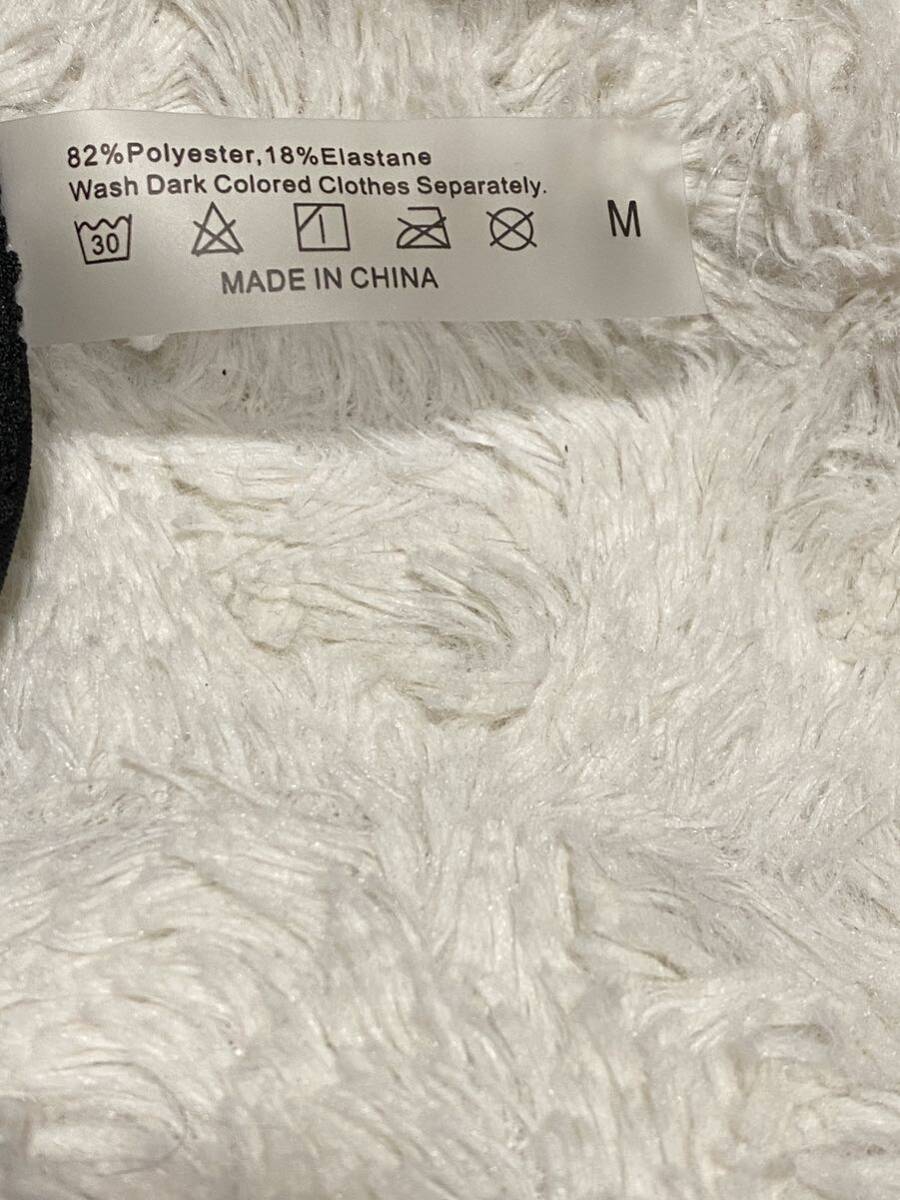 82%Polyester,18%Elastane
Wash Dark Colored Clothes Separately.
30
M
MADE IN CHINA